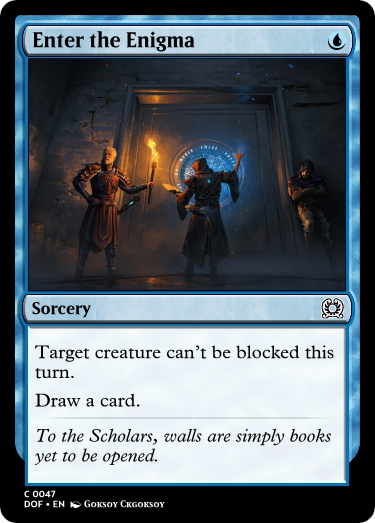 Enter the Enigma
Sorcery
Target creature can't be blocked this
turn.
Draw a card.
To the Scholars, walls are simply books
yet to be opened.
C 0047
DOF • EN Goksoy Ckgoksoy